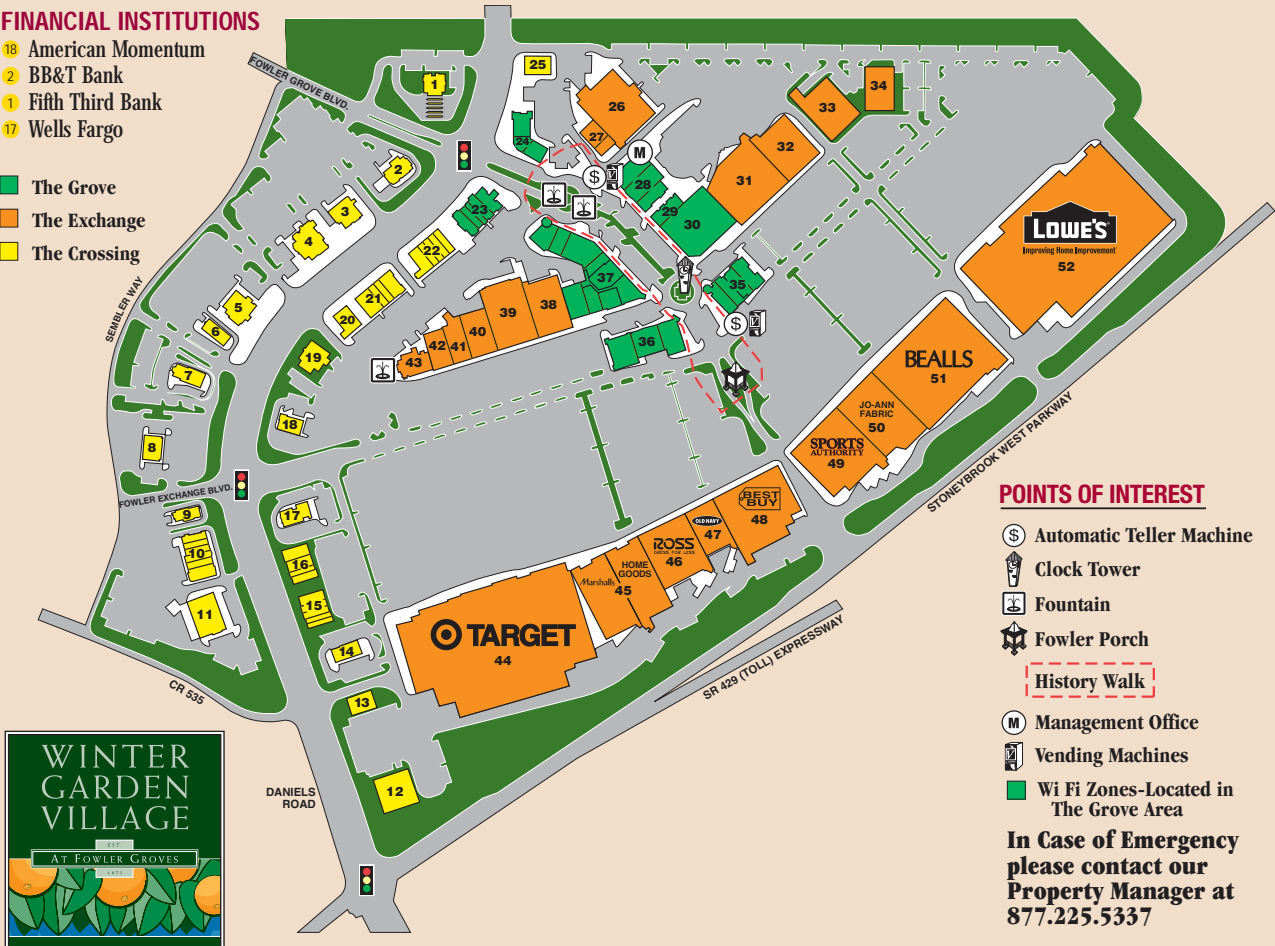 FINANCIAL INSTITUTIONS
18 American Momentum
2 BB&T Bank
1 Fifth Third Bank
17 Wells Fargo
The Grove
The Exchange
The Crossing
FOWLER GROVE BLVD.
SEMBLER WAY
FOWLER EXCHANGE BLVD.
CR 535
DANIELS
ROAD
SR 429 (TOLL) EXPRESSWAY
STONEYBROOK WEST PARKWAY
1
2
3
4
5
6
7
8
9
10
11
12
13
14
15
16
17
18
19
20
21
22
23
24
25
26
27
M
$
28
29
30
31
32
33
34
35
$
36
37
38
39
40
41
42
43
TARGET
44
Marshalls
HOME
GOODS
45
ROSS
DRESS FOR LESS
46
OLD NAVY
47
BEST
BUY
48
SPORTS
AUTHORITY
49
JO-ANN
FABRIC
50
BEALLS
51
LOWE'S
Improving Home Improvement
52
POINTS OF INTEREST
$ Automatic Teller Machine
Clock Tower
Fountain
Fowler Porch
History Walk
M Management Office
Vending Machines
Wi Fi Zones-Located in
The Grove Area
In Case of Emergency
please contact our
Property Manager at
877.225.5337
WINTER
GARDEN
VILLAGE
EST
AT FOWLER GROVES